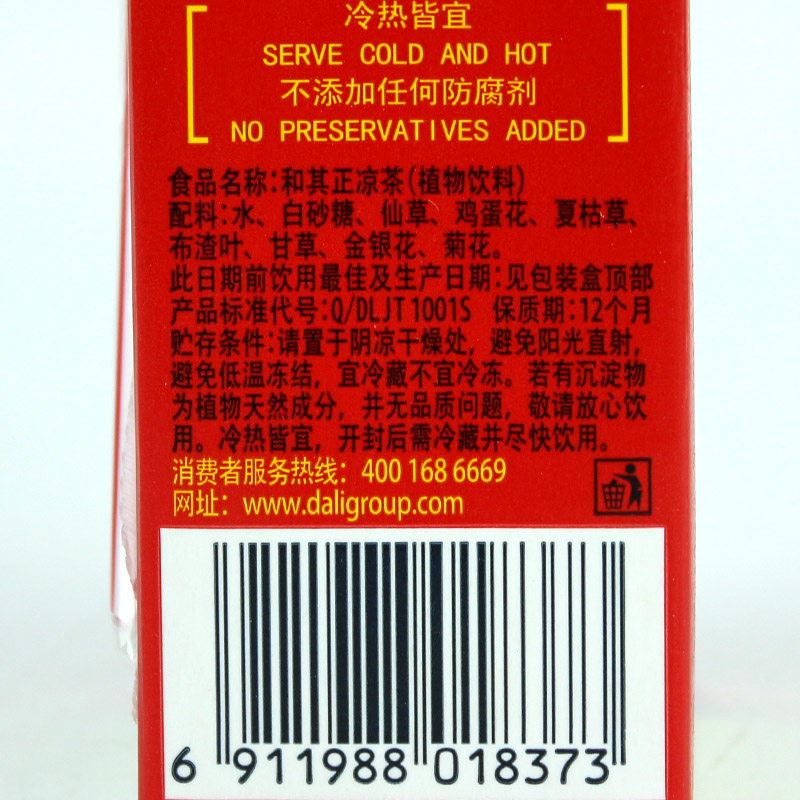 冷热皆宜
SERVE COLD AND HOT
不添加任何防腐剂
NO PRESERVATIVES ADDED
食品名称:和其正凉茶(植物饮料)
配料:水、白砂糖、仙草、鸡蛋花、夏枯草、
布渣叶、甘草、金银花、菊花。
此日期前饮用最佳及生产日期:见包装盒顶部
产品标准代号:Q/DLJT 1001S 保质期:12个月
贮存条件:请置于阴凉干燥处,避免阳光直射,
避免低温冻结,宜冷藏不宜冷冻。若有沉淀物
为植物天然成分,并无品质问题,敬请放心饮
用。冷热皆宜,开封后需冷藏并尽快饮用。
消费者服务热线: 400 168 6669
网址: www.daligroup.com
6 911988 018373